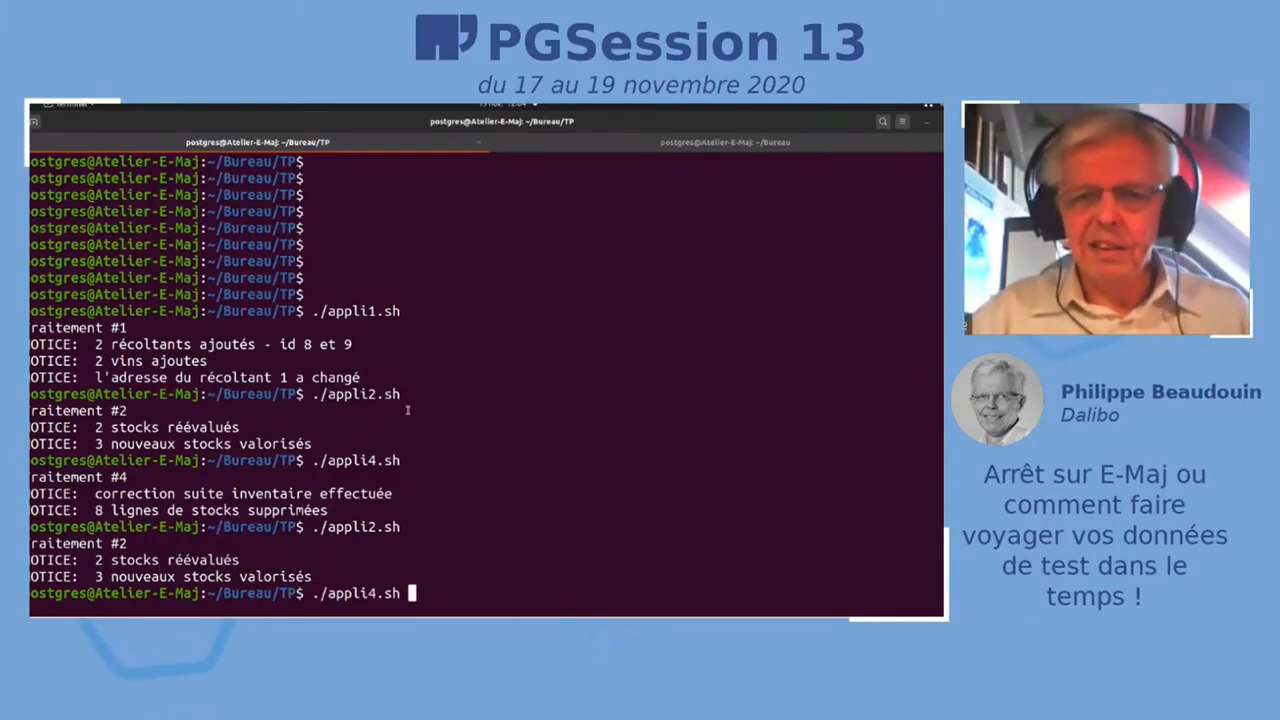 PGSession 13
du 17 au 19 novembre 2020
postgres@Atelier-E-Maj: ~/Bureau/TP
postgres@Atelier-E-Maj: ~/Bureau/TP
postgres@Atelier-E-Maj: ~/Bureau
ostgres@Atelier-E-Maj:~/Bureau/TP$
ostgres@Atelier-E-Maj:~/Bureau/TP$
ostgres@Atelier-E-Maj:~/Bureau/TP$
ostgres@Atelier-E-Maj:~/Bureau/TP$
ostgres@Atelier-E-Maj:~/Bureau/TP$
ostgres@Atelier-E-Maj:~/Bureau/TP$
ostgres@Atelier-E-Maj:~/Bureau/TP$
ostgres@Atelier-E-Maj:~/Bureau/TP$
ostgres@Atelier-E-Maj:~/Bureau/TP$
ostgres@Atelier-E-Maj:~/Bureau/TP$ ./appli1.sh
raitement #1
OTICE:  2 récoltants ajoutés - id 8 et 9
OTICE:  2 vins ajoutes
OTICE:  l'adresse du récoltant 1 a changé
ostgres@Atelier-E-Maj:~/Bureau/TP$ ./appli2.sh
raitement #2
OTICE:  2 stocks réévalués
OTICE:  3 nouveaux stocks valorisés
ostgres@Atelier-E-Maj:~/Bureau/TP$ ./appli4.sh
raitement #4
OTICE:  correction suite inventaire effectuée
OTICE:  8 lignes de stocks supprimées
ostgres@Atelier-E-Maj:~/Bureau/TP$ ./appli2.sh
raitement #2
OTICE:  2 stocks réévalués
OTICE:  3 nouveaux stocks valorisés
ostgres@Atelier-E-Maj:~/Bureau/TP$ ./appli4.sh
Philippe Beaudouin
Dalibo
Arrêt sur E-Maj ou
comment faire
voyager vos données
de test dans le
temps !